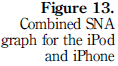 Figure 13.
Combined SNA
graph for the iPod
and iPhone